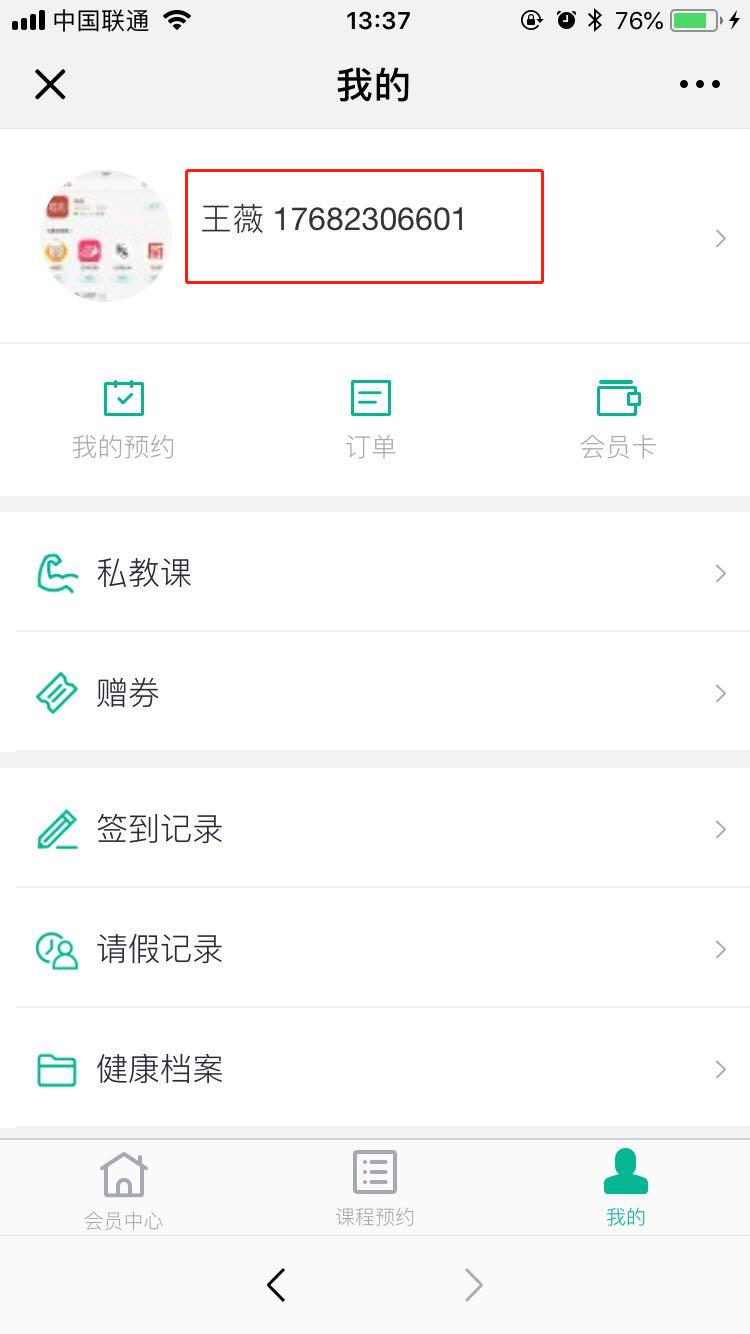 中国联通 13:37 76%
我的
王薇 17682306601
我的预约 订单 会员卡
私教课
赠券
签到记录
请假记录
健康档案
会员中心 课程预约 我的